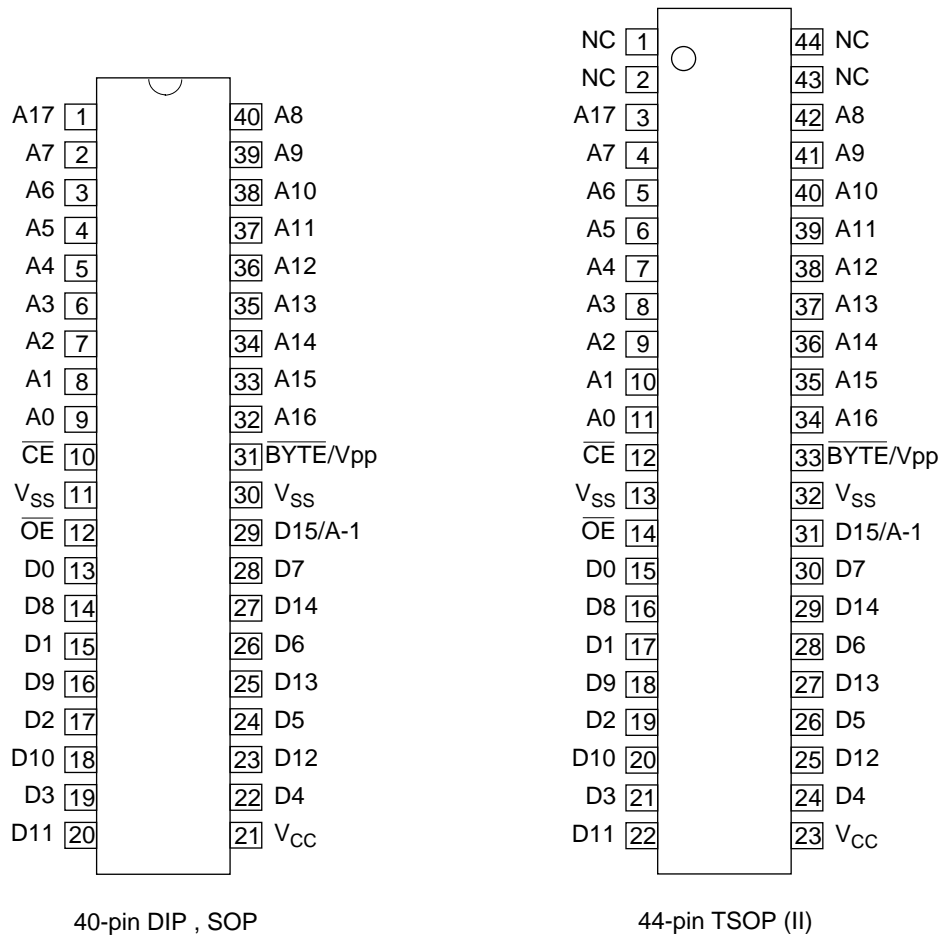 A17 1 40 A8
A7 2 39 A9
A6 3 38 A10
A5 4 37 A11
A4 5 36 A12
A3 6 35 A13
A2 7 34 A14
A1 8 33 A15
A0 9 32 A16
CE 10 31 BYTE/Vpp
VSS 11 30 VSS
OE 12 29 D15/A-1
D0 13 28 D7
D8 14 27 D14
D1 15 26 D6
D9 16 25 D13
D2 17 24 D5
D10 18 23 D12
D3 19 22 D4
D11 20 21 VCC
40-pin DIP , SOP
NC 1 44 NC
NC 2 43 NC
A17 3 42 A8
A7 4 41 A9
A6 5 40 A10
A5 6 39 A11
A4 7 38 A12
A3 8 37 A13
A2 9 36 A14
A1 10 35 A15
A0 11 34 A16
CE 12 33 BYTE/Vpp
VSS 13 32 VSS
OE 14 31 D15/A-1
D0 15 30 D7
D8 16 29 D14
D1 17 28 D6
D9 18 27 D13
D2 19 26 D5
D10 20 25 D12
D3 21 24 D4
D11 22 23 VCC
44-pin TSOP (II)